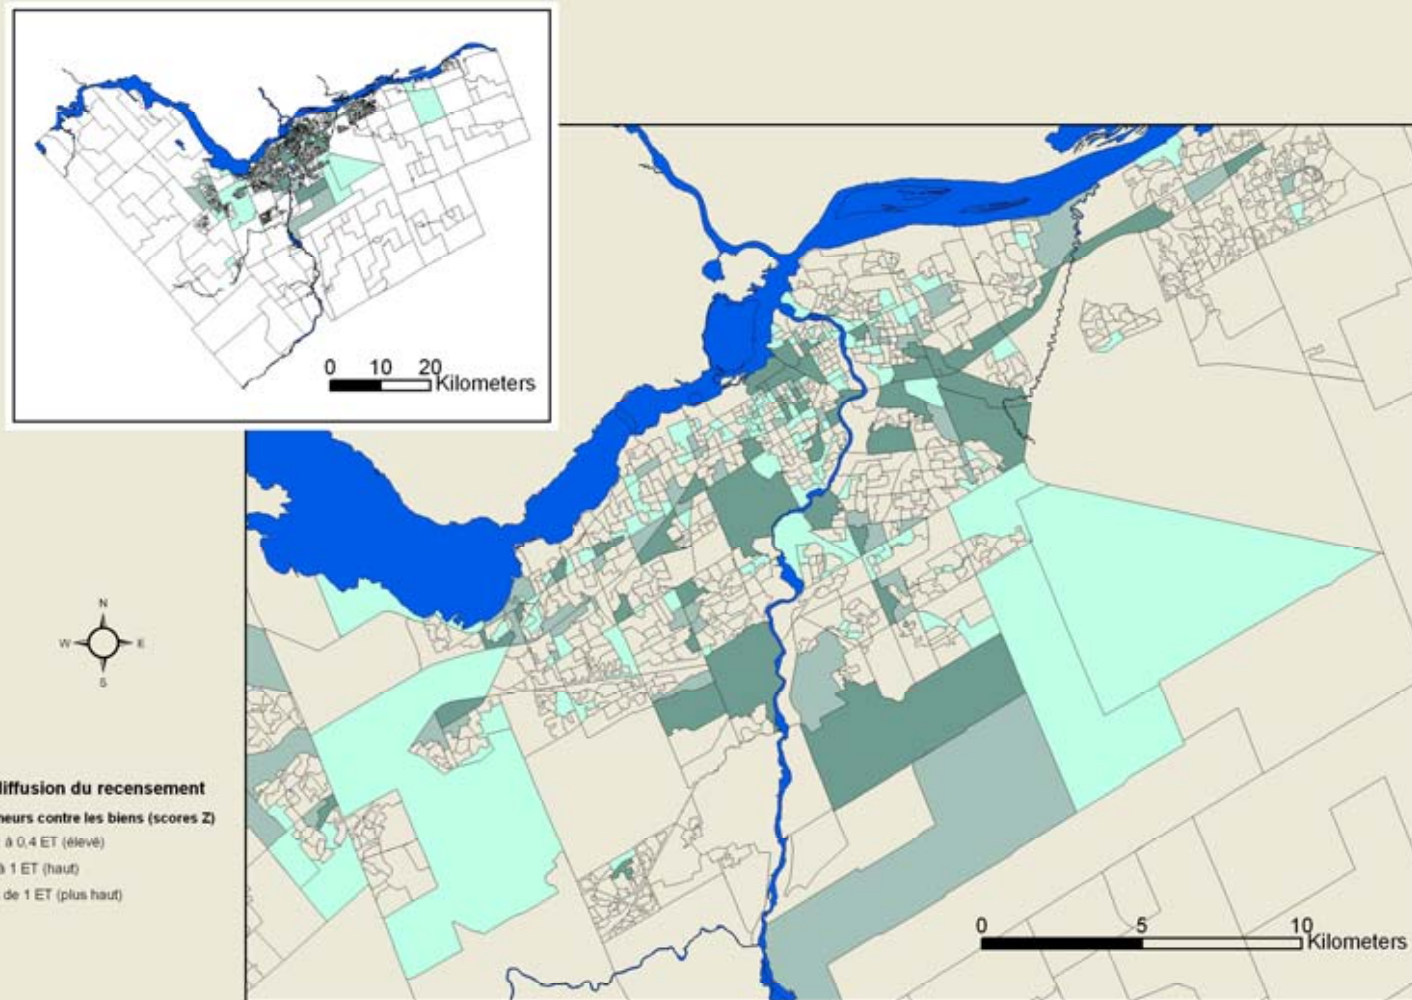 0 10 20
Kilometers
N
W E
S
diffusion du recensement
neurs contre les biens (scores Z)
à 0,4 ET (élevé)
à 1 ET (haut)
de 1 ET (plus haut)
0 5 10
Kilometers